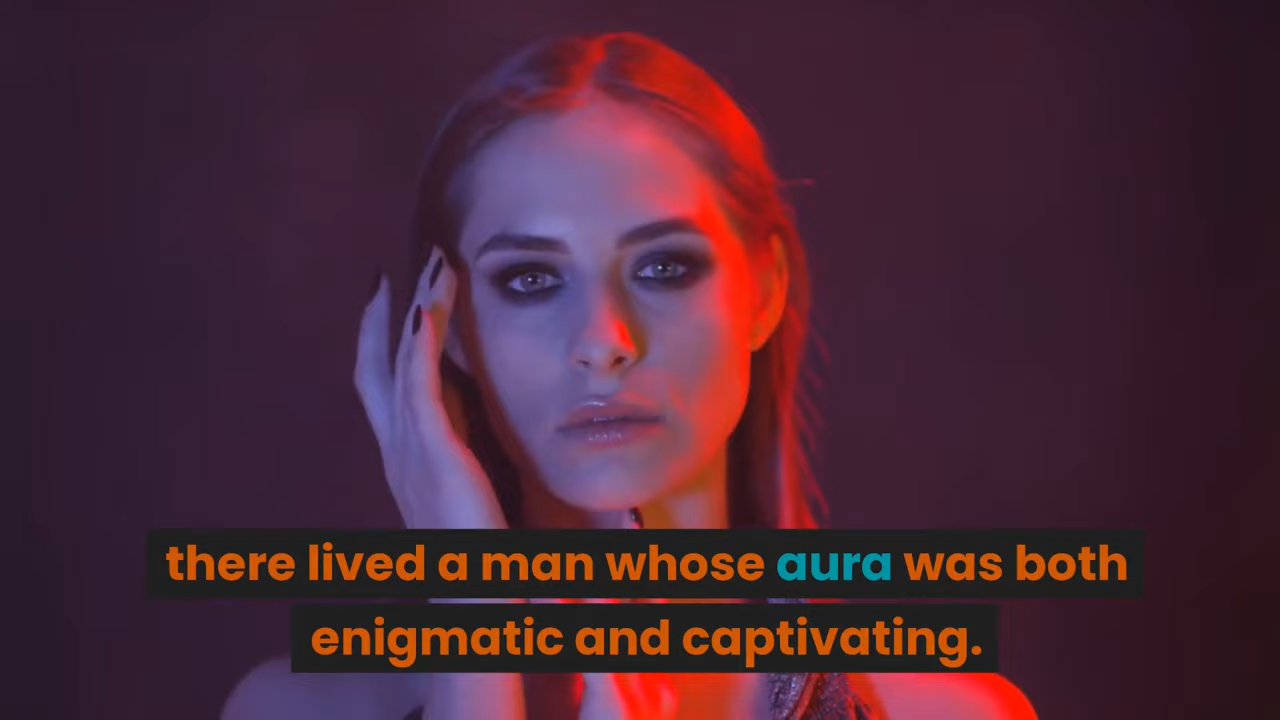 there lived a man whose aura was both
enigmatic and captivating.